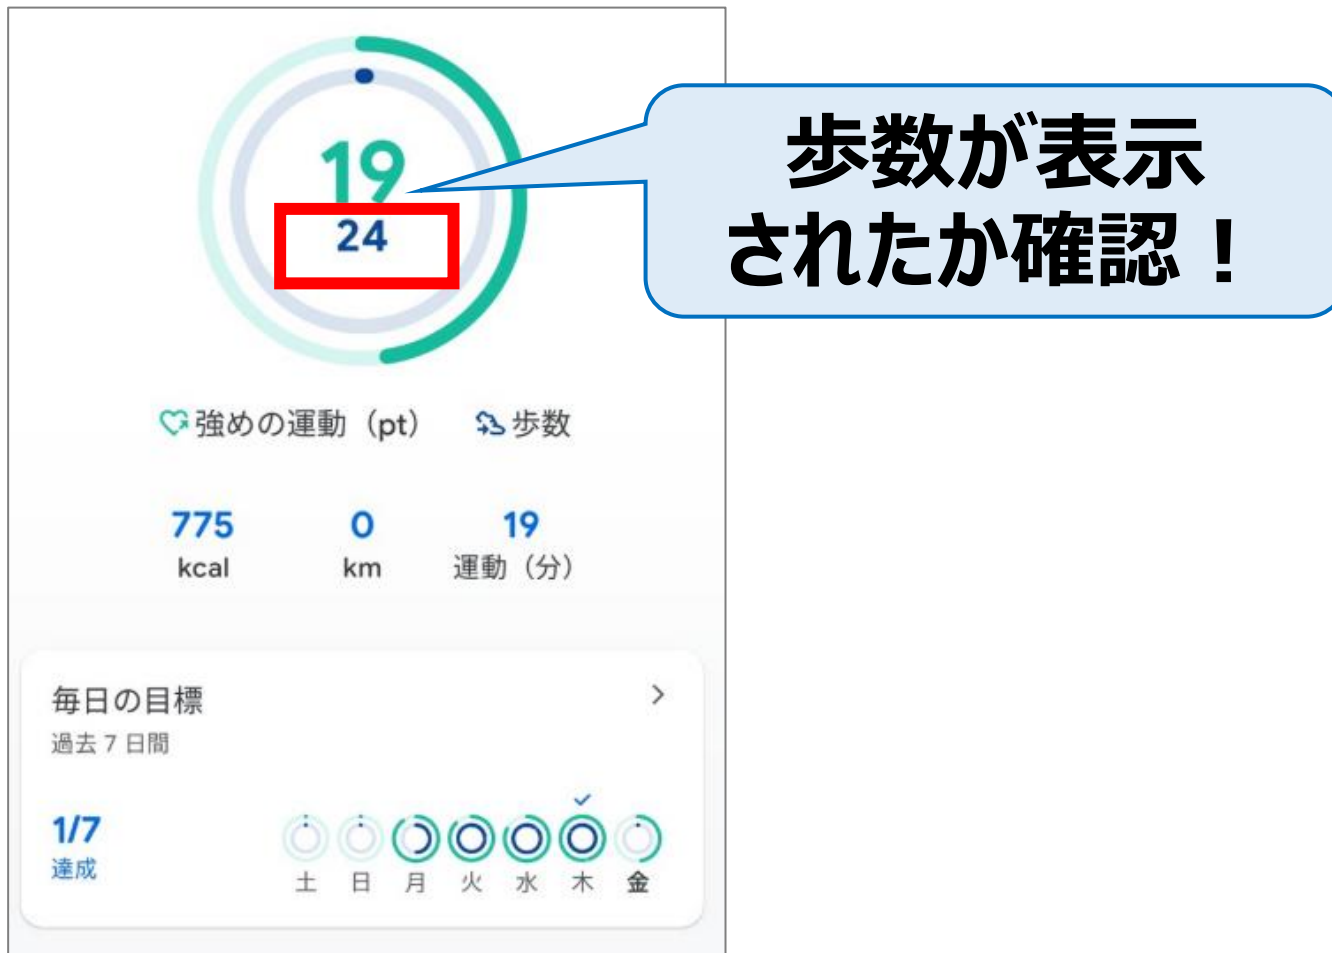 19
24
歩数が表示
されたか確認！
強めの運動（pt） 歩数
775 0 19
kcal km 運動（分）
毎日の目標
過去 7 日間
1/7
達成
土 日 月 火 水 木 金